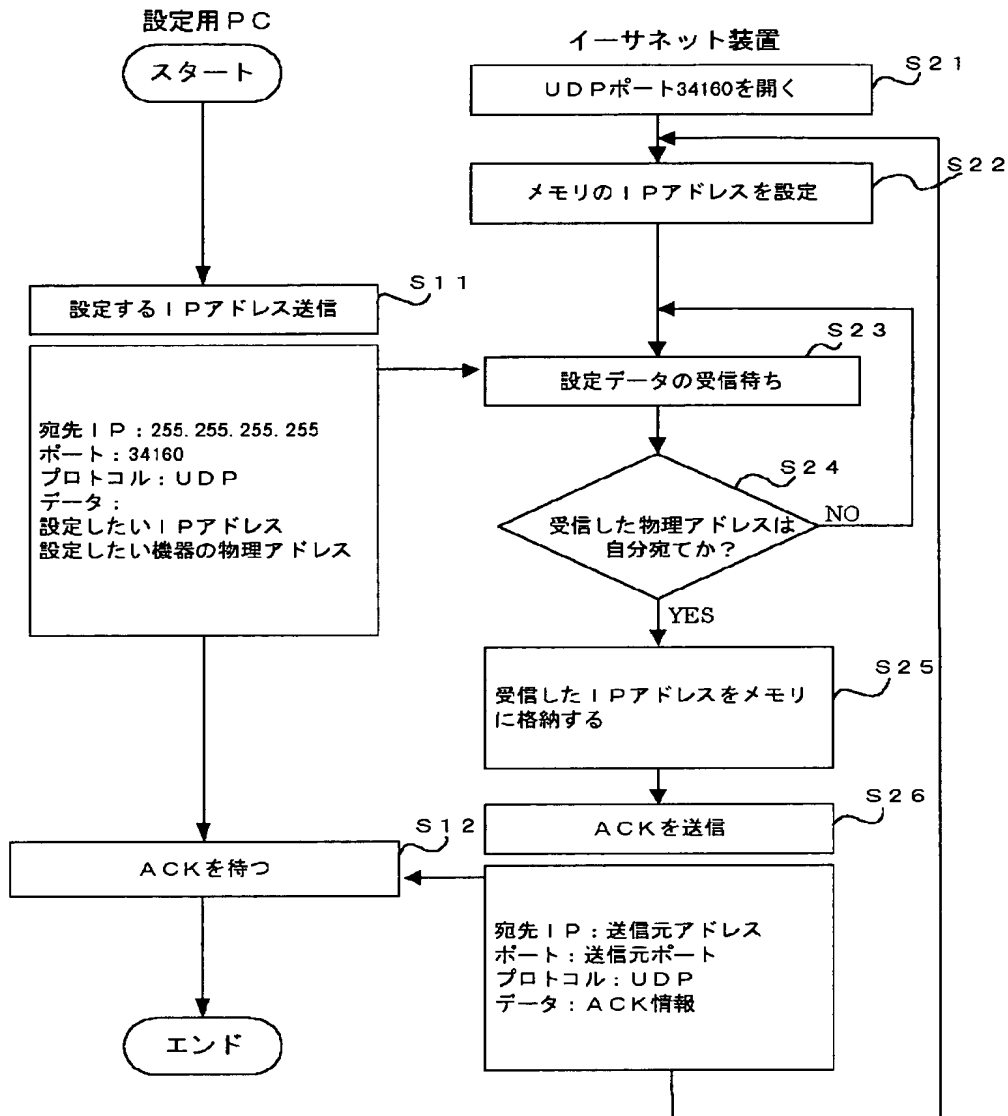 設定用ＰＣ
スタート
Ｓ１１
設定するＩＰアドレス送信
宛先ＩＰ：255.255.255.255
ポート：34160
プロトコル：ＵＤＰ
データ：
設定したいＩＰアドレス
設定したい機器の物理アドレス
Ｓ１２
ＡＣＫを待つ
エンド
イーサネット装置
Ｓ２１
ＵＤＰポート34160を開く
Ｓ２２
メモリのＩＰアドレスを設定
Ｓ２３
設定データの受信待ち
Ｓ２４
受信した物理アドレスは
自分宛てか？
NO
YES
Ｓ２５
受信したＩＰアドレスをメモリ
に格納する
Ｓ２６
ＡＣＫを送信
宛先ＩＰ：送信元アドレス
ポート：送信元ポート
プロトコル：ＵＤＰ
データ：ＡＣＫ情報